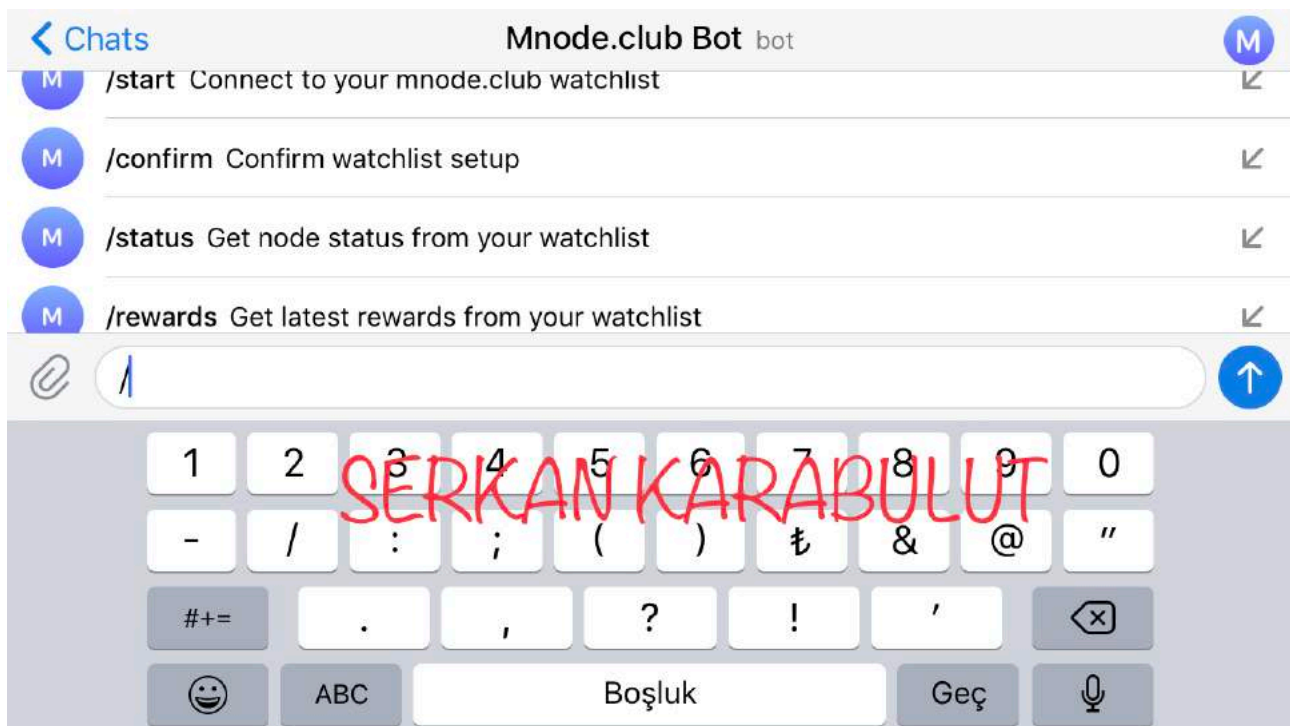 Chats
Mnode.club Bot bot
M
M /start Connect to your mnode.club watchlist
M /confirm Confirm watchlist setup
M /status Get node status from your watchlist
M /rewards Get latest rewards from your watchlist
/
1 2 3 4 5 6 7 8 9 0
SERKAN KARABULUT
- / : ; ( ) ₺ & @ "
#+= . , ? ! '
ABC Boşluk Geç